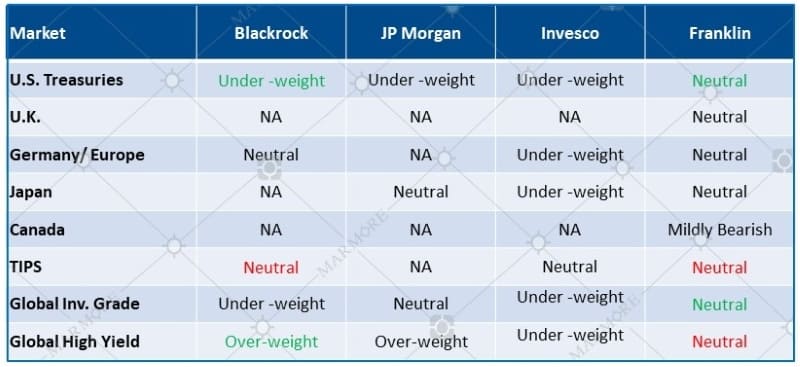 Market Blackrock JP Morgan Invesco Franklin
U.S. Treasuries Under -weight Under -weight Under -weight Neutral
U.K. NA NA NA Neutral
Germany/ Europe Neutral NA Under -weight Neutral
Japan NA Neutral Under -weight Neutral
Canada NA NA NA Mildly Bearish
TIPS Neutral NA Neutral Neutral
Global Inv. Grade Under -weight Neutral Under -weight Neutral
Global High Yield Over-weight Over-weight Under -weight Neutral
MARMORE
MARMORE
MARMORE
MARMORE